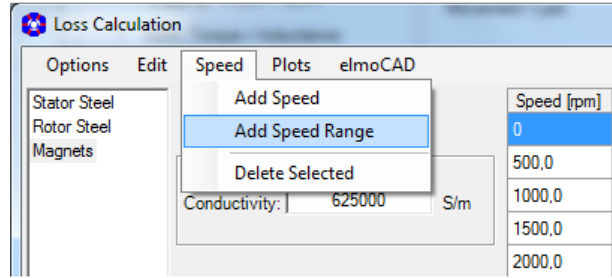 Loss Calculation
Options Edit Speed Plots elmoCAD
Stator Steel
Rotor Steel
Magnets
Add Speed
Add Speed Range
Delete Selected
Conductivity: 625000 S/m
Speed [rpm]
0
500,0
1000,0
1500,0
2000,0